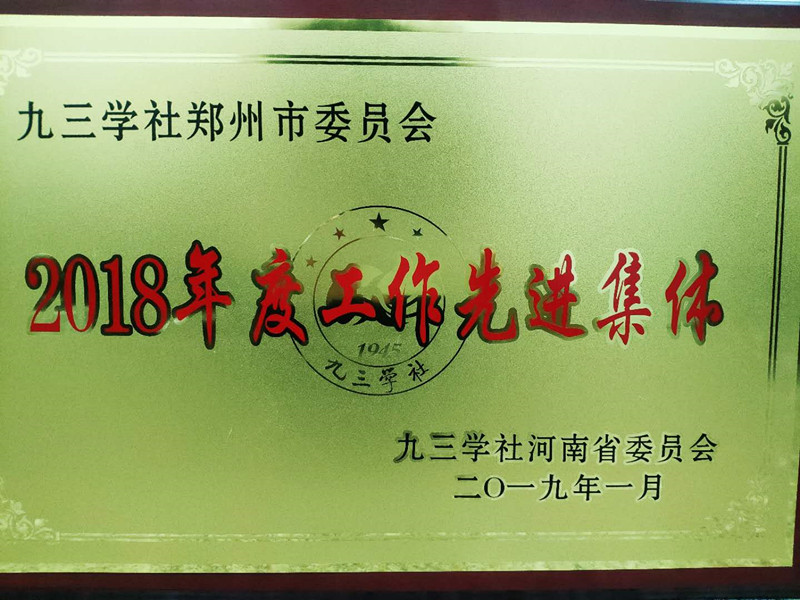 九三学社郑州市委员会
2018年度工作先进集体
1945
九三学社
九三学社河南省委员会
二〇一九年一月